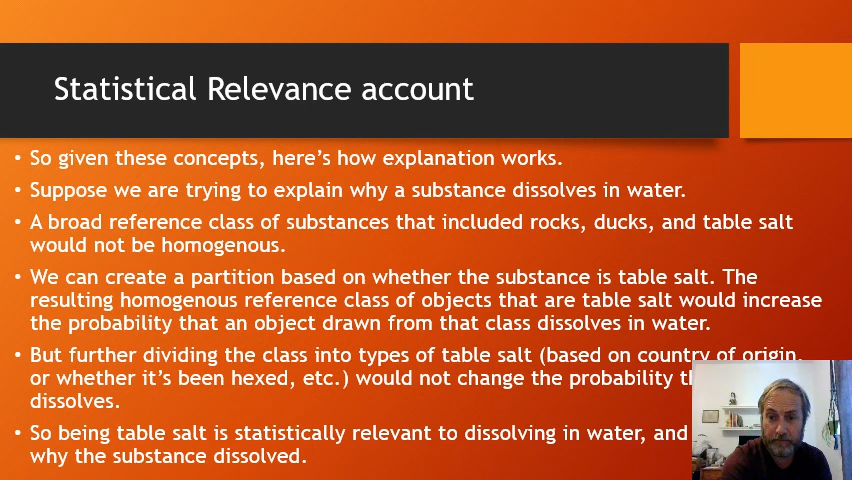 Statistical Relevance account
• So given these concepts, here's how explanation works.
• Suppose we are trying to explain why a substance dissolves in water.
• A broad reference class of substances that included rocks, ducks, and table salt
would not be homogenous.
• We can create a partition based on whether the substance is table salt. The
resulting homogenous reference class of objects that are table salt would increase
the probability that an object drawn from that class dissolves in water.
• But further dividing the class into types of table salt (based on country of origin,
or whether it's been hexed, etc.) would not change the probability
dissolves.
• So being table salt is statistically relevant to dissolving in water, and
why the substance dissolved.